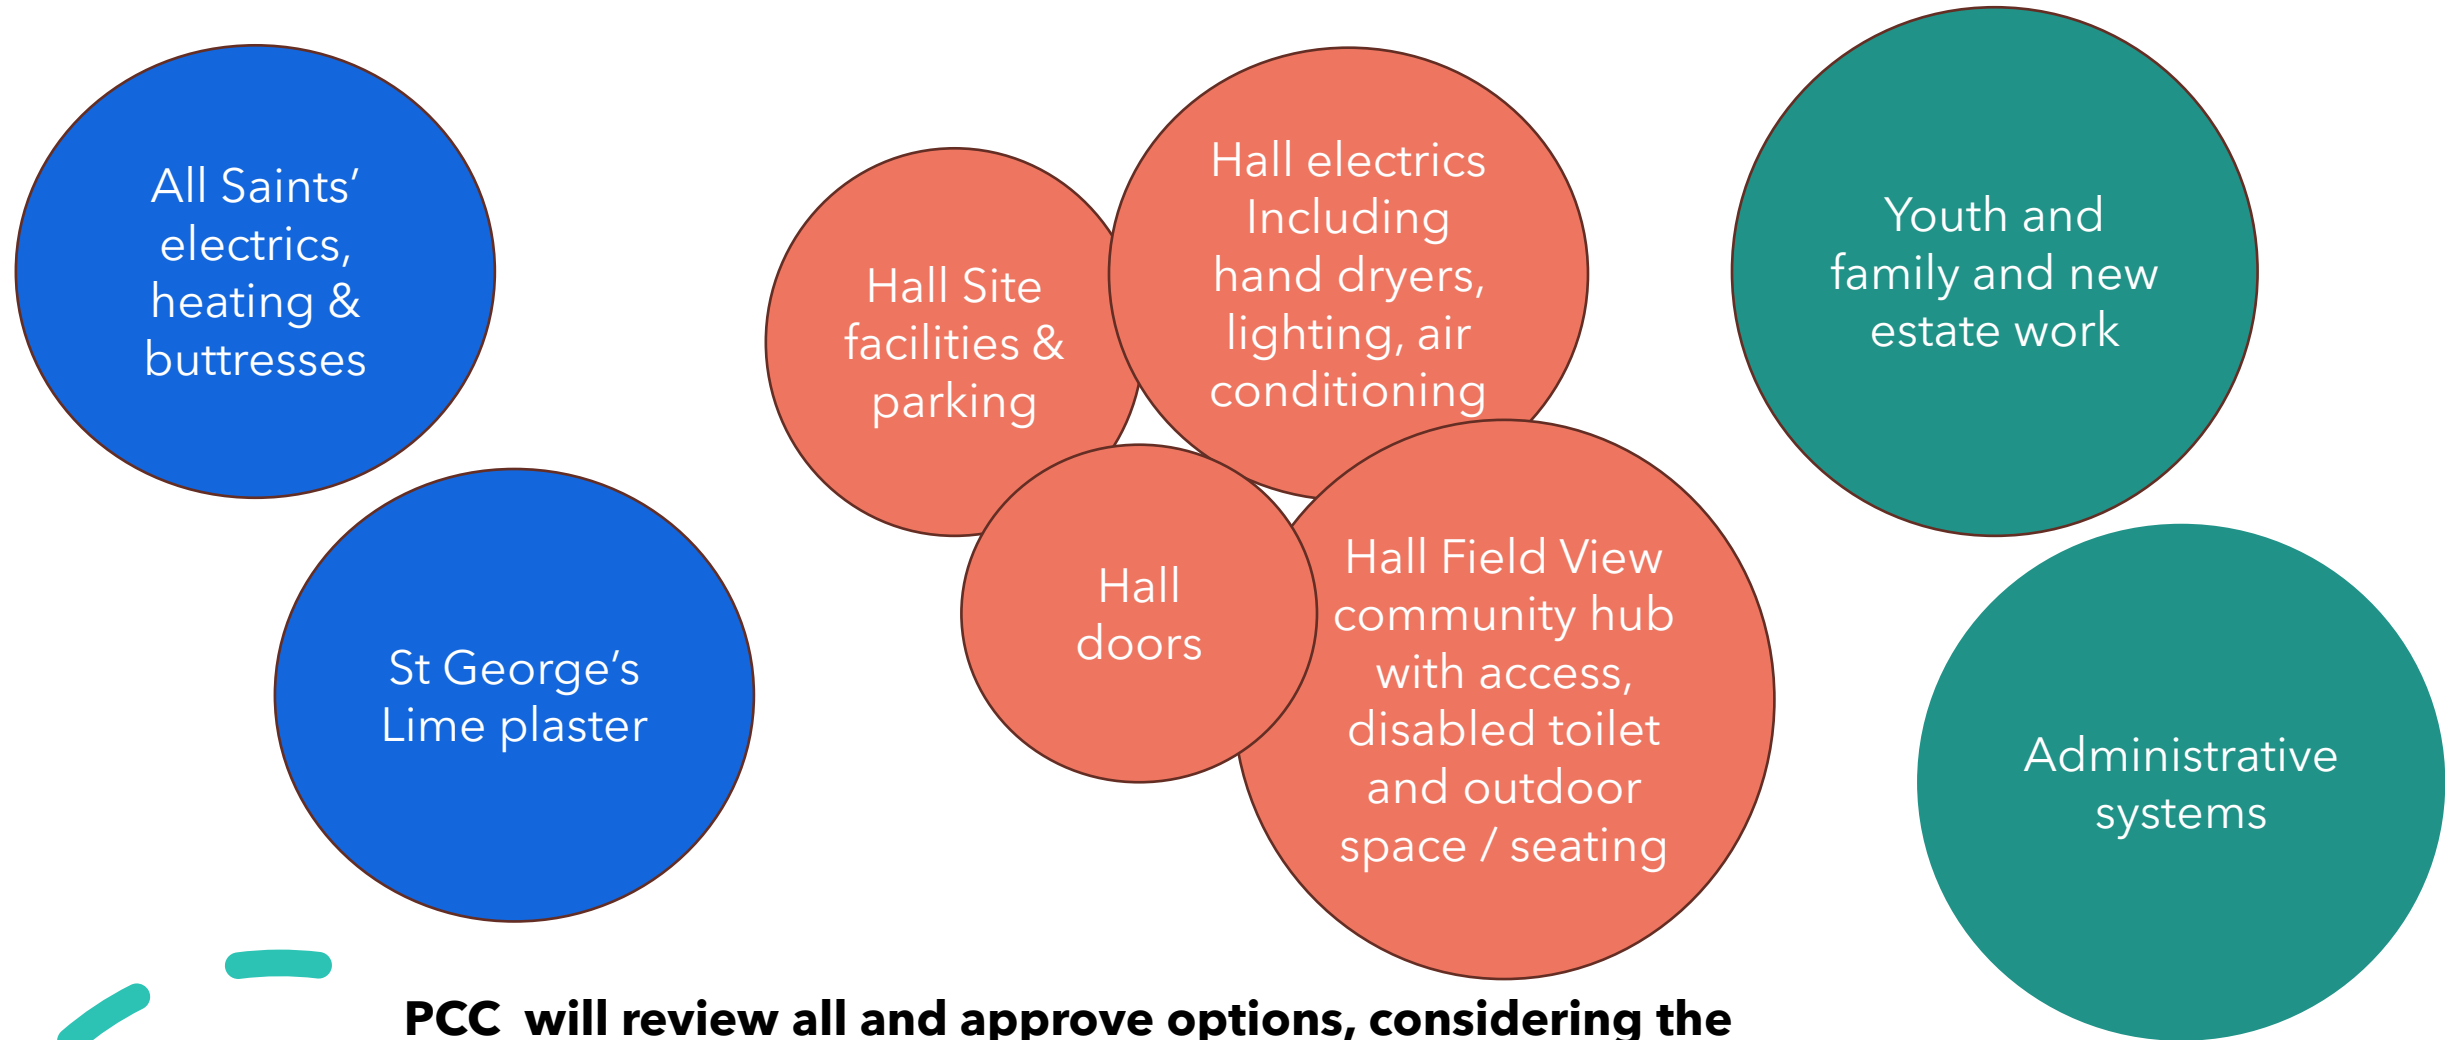 All Saints’
electrics,
heating &
buttresses
St George’s
Lime plaster
Hall Site
facilities &
parking
Hall electrics
Including
hand dryers,
lighting, air
conditioning
Hall
doors
Hall Field View
community hub
with access,
disabled toilet
and outdoor
space / seating
Youth and
family and new
estate work
Administrative
systems
PCC  will review all and approve options, considering the